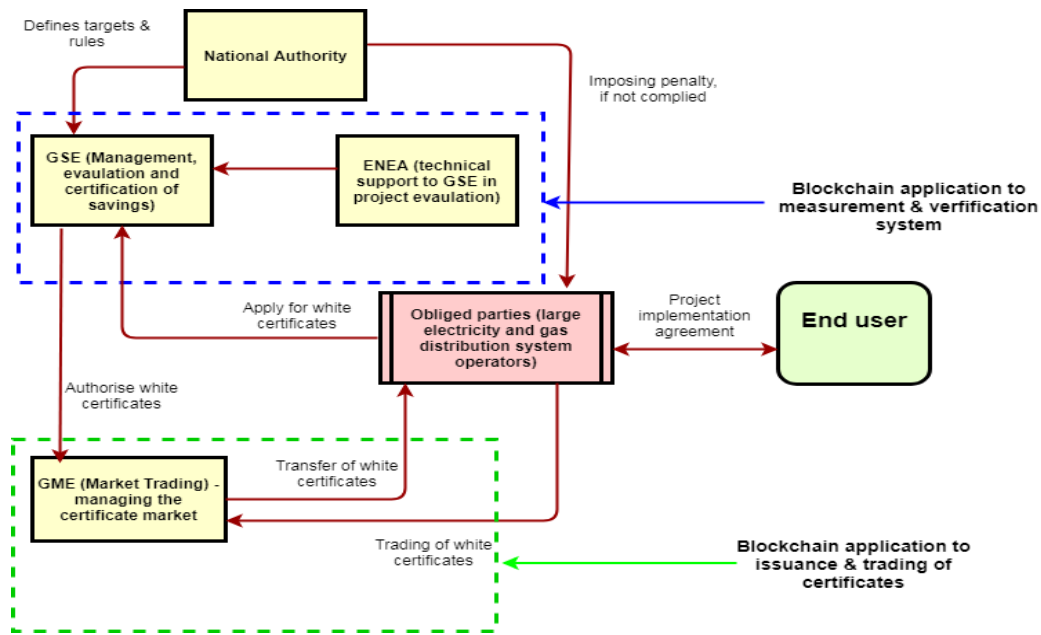 Defines targets &
rules
National Authority
Imposing penalty,
if not complied
GSE (Management,
evaulation and
certification of
savings)
ENEA (technical
support to GSE in
project evaulation)
Blockchain application to
measurement & verfification
system
Apply for white
certificates
Obliged parties (large
electricity and gas
distribution system
operators)
Project
implementation
agreement
End user
Authorise white
certificates
GME (Market Trading) -
managing the
certificate market
Transfer of white
certificates
Trading of white
certificates
Blockchain application to
issuance & trading of
certificates